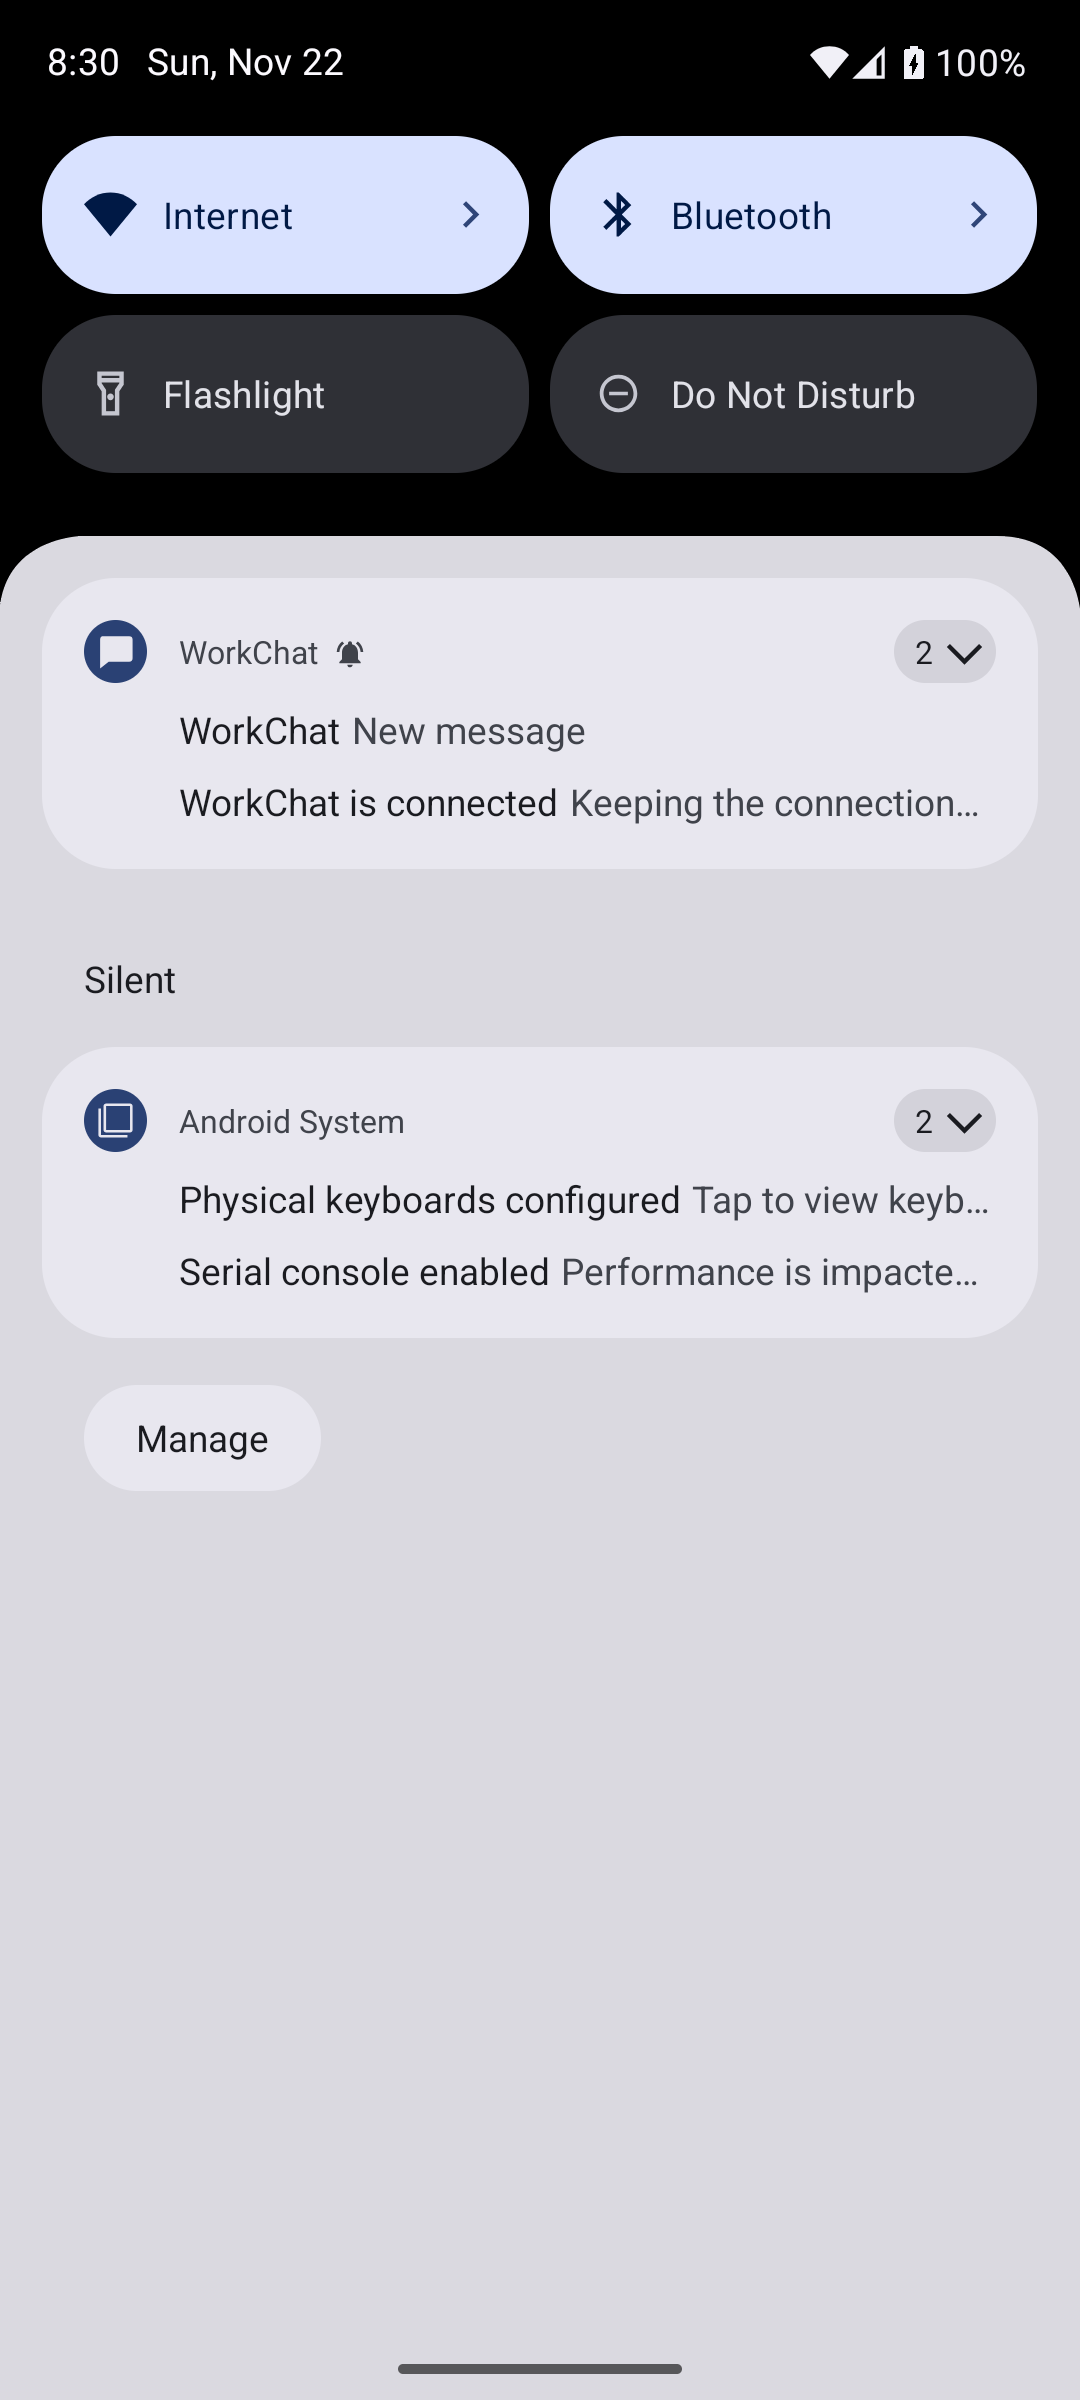 8:30 Sun, Nov 22 100%
Internet
Bluetooth
Flashlight
Do Not Disturb
WorkChat 2
WorkChat New message
WorkChat is connected Keeping the connection…
Silent
Android System 2
Physical keyboards configured Tap to view keyb…
Serial console enabled Performance is impacte…
Manage